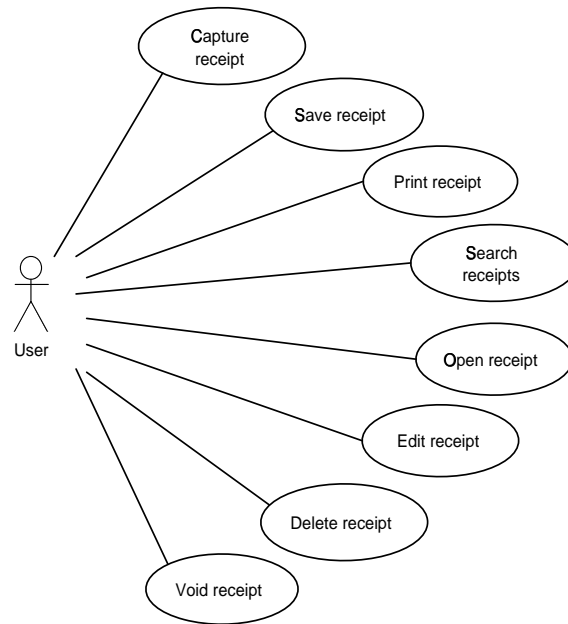 Capture
receipt
Save receipt
Print receipt
Search
receipts
User
Open receipt
Edit receipt
Delete receipt
Void receipt